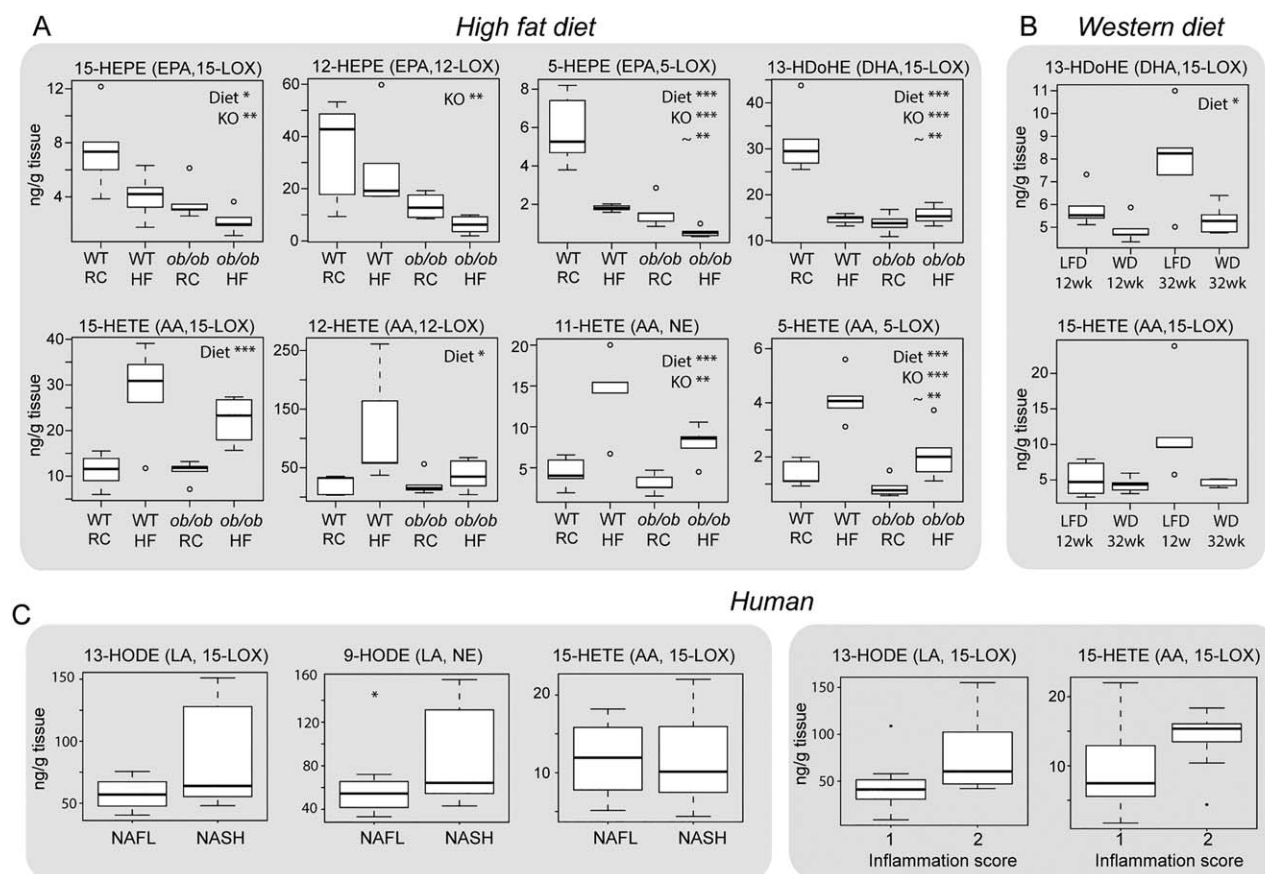 A
High fat diet
15-HEPE (EPA,15-LOX)
12-HEPE (EPA,12-LOX)
5-HEPE (EPA,5-LOX)
13-HDoHE (DHA,15-LOX)
ng/g tissue
8
4
12
Diet *
KO **
60
40
20
0
KO **
8
6
4
2
Diet ***
KO ***
~ **
40
30
20
10
Diet ***
KO ***
~ **
WT WT ob/ob ob/ob
RC HF RC HF
WT WT ob/ob ob/ob
RC HF RC HF
WT WT ob/ob ob/ob
RC HF RC HF
WT WT ob/ob ob/ob
RC HF RC HF
15-HETE (AA,15-LOX)
12-HETE (AA,12-LOX)
11-HETE (AA, NE)
5-HETE (AA, 5-LOX)
ng/g tissue
40
30
20
10
Diet ***
250
150
50
Diet *
20
15
10
5
Diet ***
KO **
6
4
2
Diet ***
KO ***
~ **
WT WT ob/ob ob/ob
RC HF RC HF
WT WT ob/ob ob/ob
RC HF RC HF
WT WT ob/ob ob/ob
RC HF RC HF
WT WT ob/ob ob/ob
RC HF RC HF
B
Western diet
13-HDoHE (DHA,15-LOX)
ng/g tissue
11
10
9
8
7
6
5
Diet *
LFD WD LFD WD
12wk 12wk 32wk 32wk
15-HETE (AA,15-LOX)
ng/g tissue
20
15
10
5
LFD WD LFD WD
12wk 32wk 12w 32wk
C
Human
13-HODE (LA, 15-LOX)
9-HODE (LA, NE)
15-HETE (AA, 15-LOX)
ng/g tissue
150
100
50
NAFL NASH
160
120
80
40
*
NAFL NASH
20
10
NAFL NASH
13-HODE (LA, 15-LOX)
15-HETE (AA, 15-LOX)
ng/g tissue
150
100
50
0
1 2
Inflammation score
20
10
1 2
Inflammation score